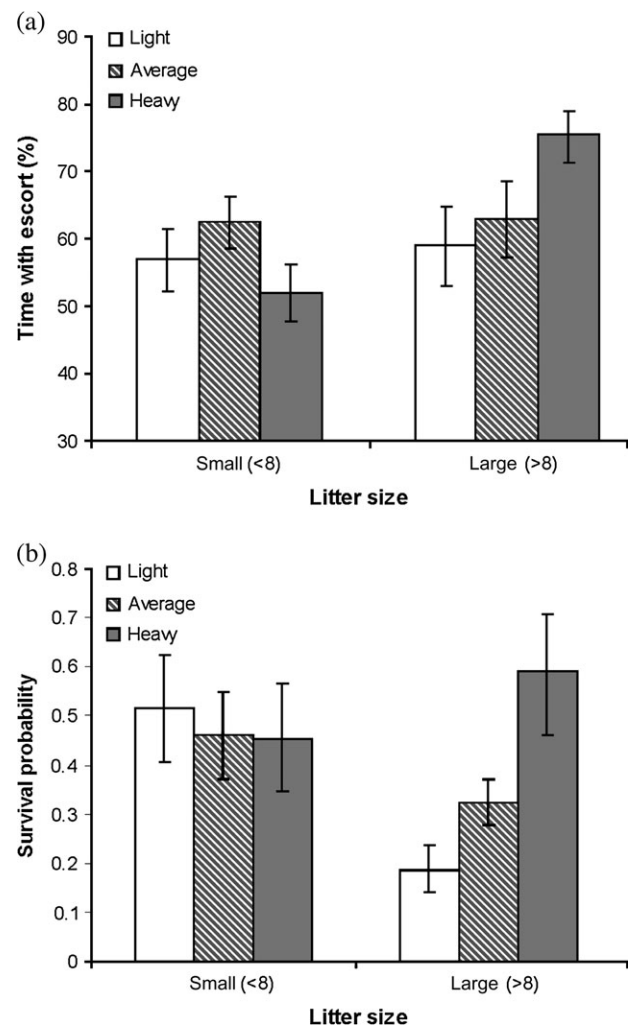 (a)
90
80
70
60
50
40
30
Time with escort (%)
Light
Average
Heavy
Small (<8)
Large (>8)
Litter size
(b)
0.8
0.7
0.6
0.5
0.4
0.3
0.2
0.1
0
Survival probability
Light
Average
Heavy
Small (<8)
Large (>8)
Litter size